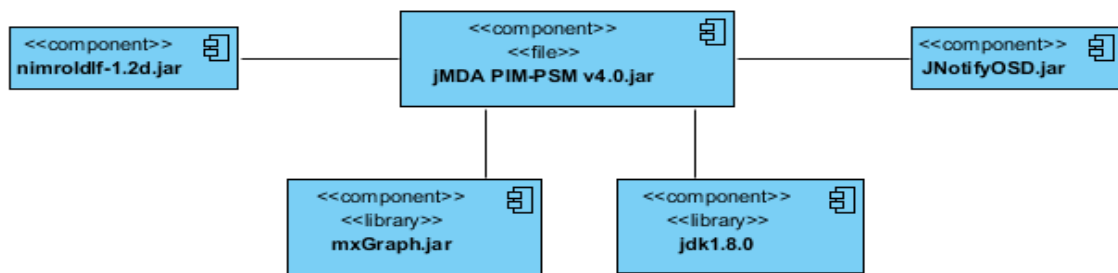 <<component>>
nimroldlf-1.2d.jar
<<component>>
<<file>>
jMDA PIM-PSM v4.0.jar
<<component>>
JNotifyOSD.jar
<<component>>
<<library>>
mxGraph.jar
<<component>>
<<library>>
jdk1.8.0